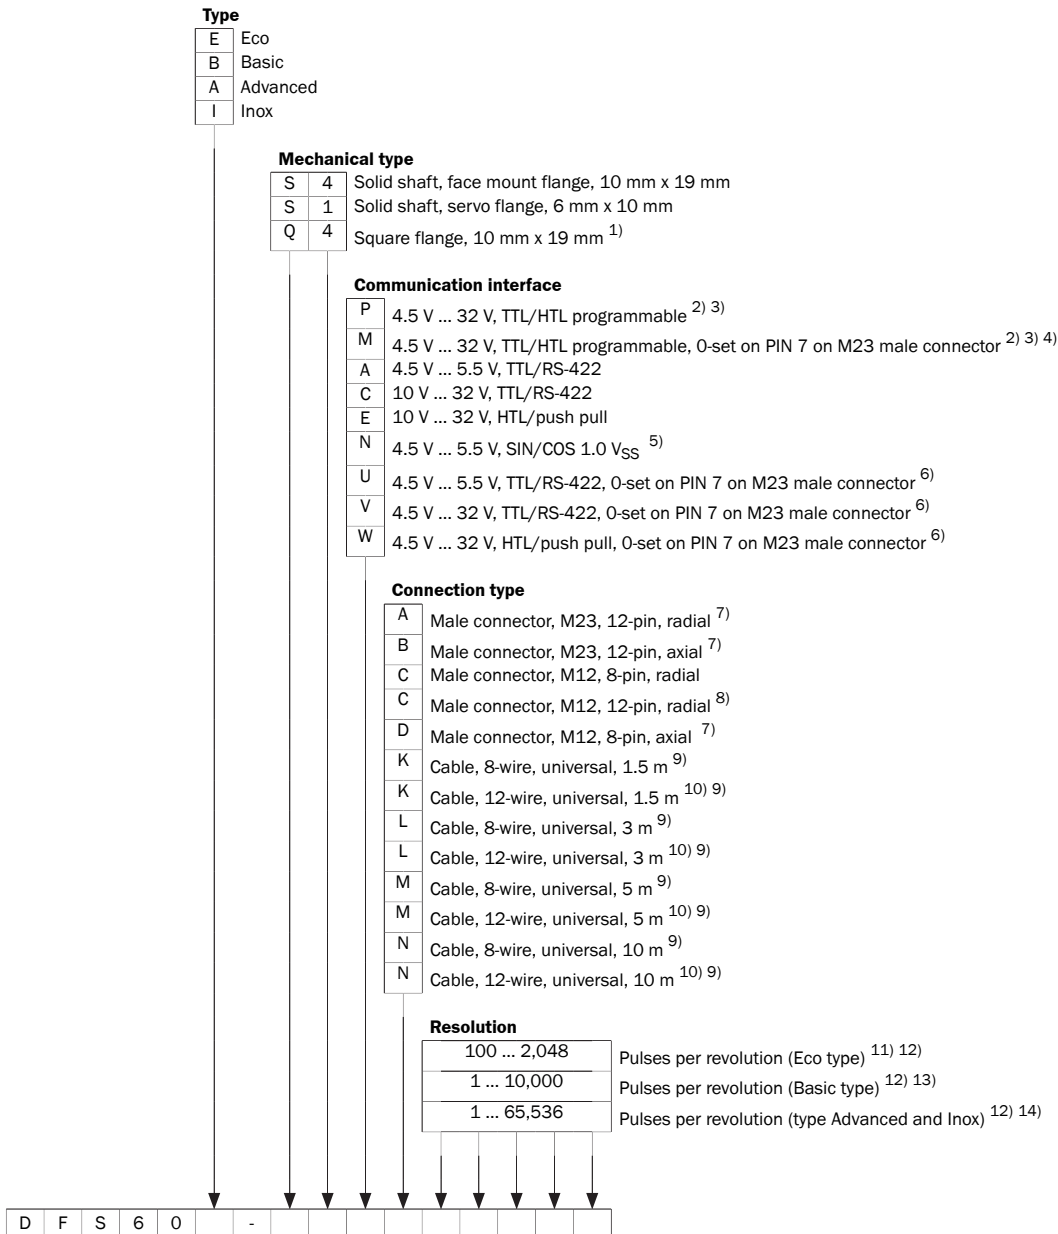 Type
E Eco
B Basic
A Advanced
I Inox
Mechanical type
S 4 Solid shaft, face mount flange, 10 mm x 19 mm
S 1 Solid shaft, servo flange, 6 mm x 10 mm
Q 4 Square flange, 10 mm x 19 mm 1)
Communication interface
P 4.5 V ... 32 V, TTL/HTL programmable 2) 3)
M 4.5 V ... 32 V, TTL/HTL programmable, 0-set on PIN 7 on M23 male connector 2) 3) 4)
A 4.5 V ... 5.5 V, TTL/RS-422
C 10 V ... 32 V, TTL/RS-422
E 10 V ... 32 V, HTL/push pull
N 4.5 V ... 5.5 V, SIN/COS 1.0 VSS 5)
U 4.5 V ... 5.5 V, TTL/RS-422, 0-set on PIN 7 on M23 male connector 6)
V 4.5 V ... 32 V, TTL/RS-422, 0-set on PIN 7 on M23 male connector 6)
W 4.5 V ... 32 V, HTL/push pull, 0-set on PIN 7 on M23 male connector 6)
Connection type
A Male connector, M23, 12-pin, radial 7)
B Male connector, M23, 12-pin, axial 7)
C Male connector, M12, 8-pin, radial
C Male connector, M12, 12-pin, radial 8)
D Male connector, M12, 8-pin, axial 7)
K Cable, 8-wire, universal, 1.5 m 9)
K Cable, 12-wire, universal, 1.5 m 10) 9)
L Cable, 8-wire, universal, 3 m 9)
L Cable, 12-wire, universal, 3 m 10) 9)
M Cable, 8-wire, universal, 5 m 9)
M Cable, 12-wire, universal, 5 m 10) 9)
N Cable, 8-wire, universal, 10 m 9)
N Cable, 12-wire, universal, 10 m 10) 9)
Resolution
100 ... 2,048 Pulses per revolution (Eco type) 11) 12)
1 ... 10,000 Pulses per revolution (Basic type) 12) 13)
1 ... 65,536 Pulses per revolution (type Advanced and Inox) 12) 14)
D F S 6 0 -